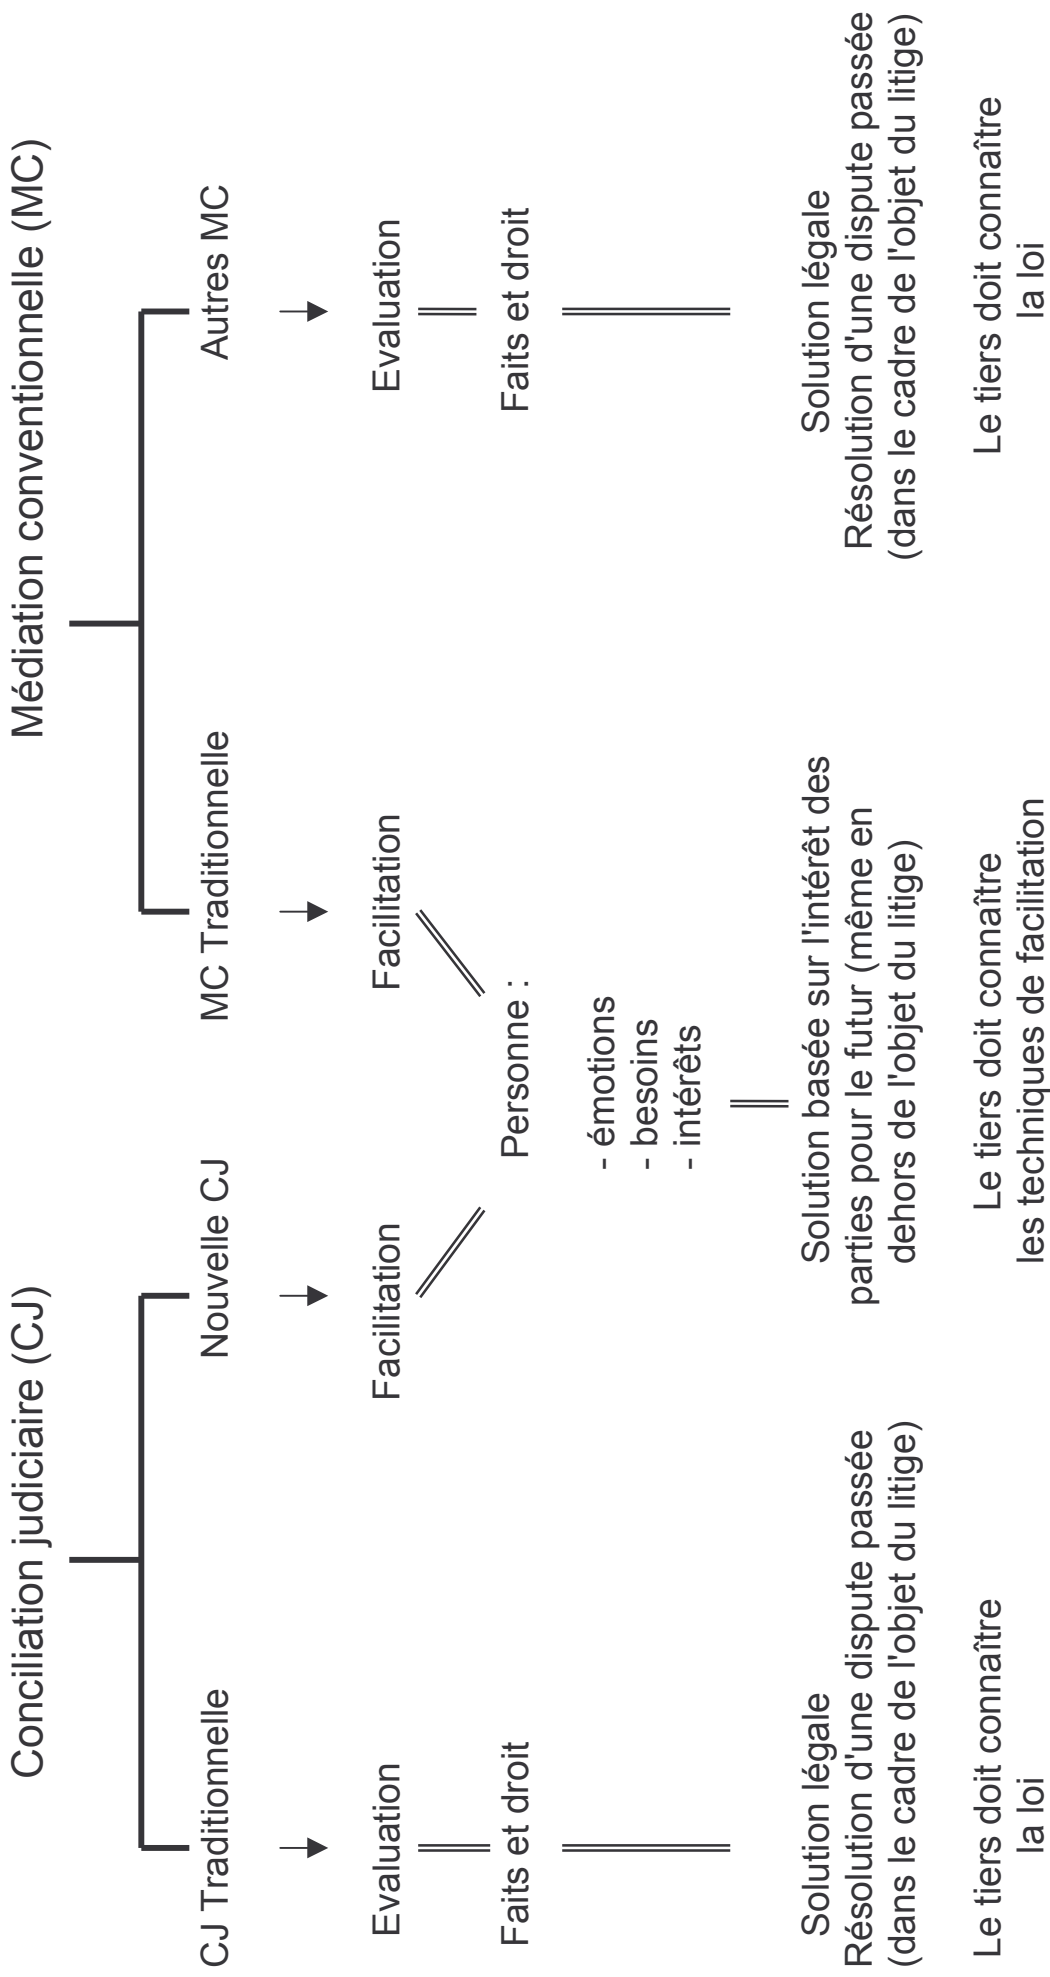 Conciliation judiciaire (CJ)
Médiation conventionnelle (MC)
CJ Traditionnelle
Nouvelle CJ
MC Traditionnelle
Autres MC
Evaluation
Facilitation
Facilitation
Evaluation
Faits et droit
Personne :
Faits et droit
- émotions
- besoins
- intérêts
Solution légale
Résolution d'une dispute passée
(dans le cadre de l'objet du litige)
Solution basée sur l'intérêt des
parties pour le futur (même en
dehors de l'objet du litige)
Solution légale
Résolution d'une dispute passée
(dans le cadre de l'objet du litige)
Le tiers doit connaître
la loi
Le tiers doit connaître
les techniques de facilitation
Le tiers doit connaître
la loi